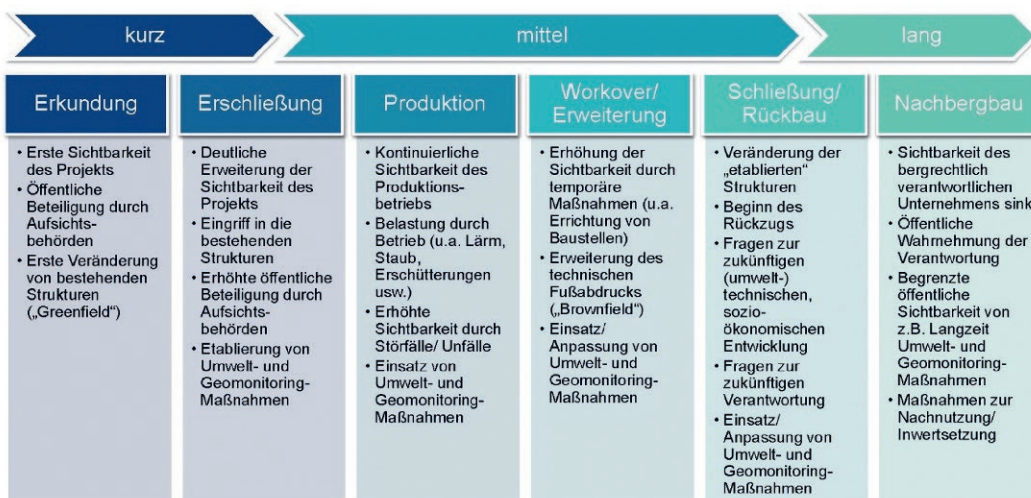 kurz
mittel
lang
Erkundung
• Erste Sichtbarkeit
des Projekts
• Öffentliche
Beteiligung durch
Aufsichts-
behörden
• Erste Veränderung
von bestehenden
Strukturen
(„Greenfield“)
Erschließung
• Deutliche
Erweiterung der
Sichtbarkeit des
Projekts
• Eingriff in die
bestehenden
Strukturen
• Erhöhte öffentliche
Beteiligung durch
Aufsichts-
behörden
• Etablierung von
Umwelt- und
Geomonitoring-
Maßnahmen
Produktion
• Kontinuierliche
Sichtbarkeit des
Produktions-
betriebs
• Belastung durch
Betrieb (u.a. Lärm,
Staub,
Erschütterungen
usw.)
• Erhöhte
Sichtbarkeit durch
Störfälle/ Unfälle
• Einsatz von
Umwelt- und
Geomonitoring-
Maßnahmen
Workover/
Erweiterung
• Erhöhung der
Sichtbarkeit durch
temporäre
Maßnahmen (u.a.
Errichtung von
Baustellen)
• Erweiterung des
technischen
Fußabdrucks
(„Brownfield“)
• Einsatz/
Anpassung von
Umwelt- und
Geomonitoring-
Maßnahmen
Schließung/
Rückbau
• Veränderung der
„etablierten“
Strukturen
• Beginn des
Rückzugs
• Fragen zur
zukünftigen
(umwelt-)
technischen,
sozio-
ökonomischen
Entwicklung
• Fragen zur
zukünftigen
Verantwortung
• Einsatz/
Anpassung von
Umwelt- und
Geomonitoring-
Maßnahmen
Nachbergbau
• Sichtbarkeit des
bergrechtlich
verantwortlichen
Unternehmens sink
• Öffentliche
Wahrnehmung der
Verantwortung
• Begrenzte
öffentliche
Sichtbarkeit von
z.B. Langzeit
Umwelt- und
Geomonitoring-
Maßnahmen
• Maßnahmen zur
Nachnutzung/
Inwertsetzung